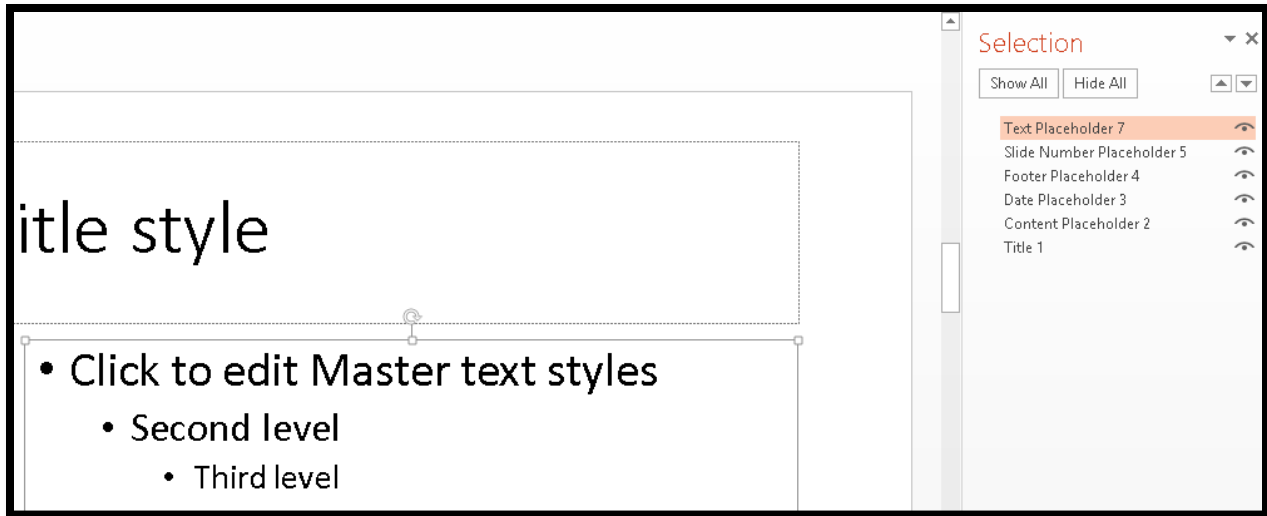 Selection
Show All Hide All
Text Placeholder 7
Slide Number Placeholder 5
Footer Placeholder 4
Date Placeholder 3
Content Placeholder 2
Title 1
itle style
• Click to edit Master text styles
• Second level
• Third level